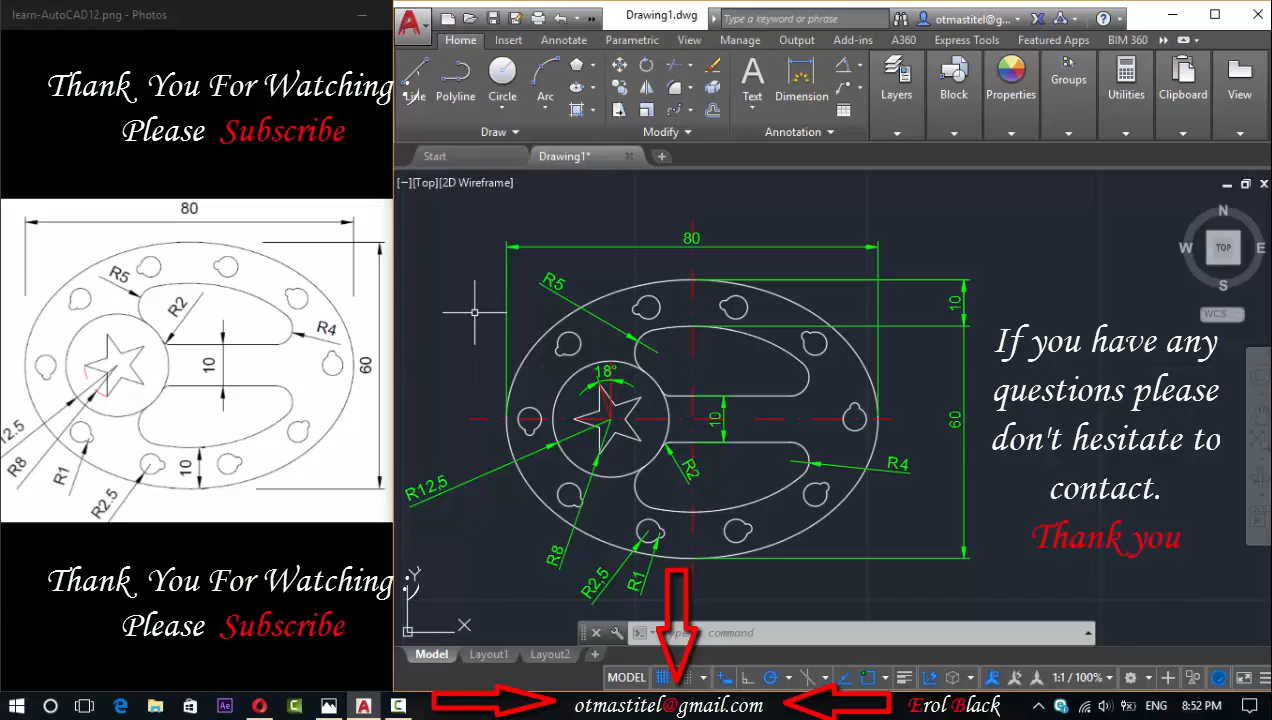 learn-AutoCAD12.png - Photos
Thank You For Watching
Please Subscribe
80
R5
R2
R4
10
60
12.5
R8
R1
10
R2.5
Thank You For Watching :)
Please Subscribe
Drawing1.dwg
Type a keyword or phrase
otmastitel@g...
Home Insert Annotate Parametric View Manage Output Add-ins A360 Express Tools Featured Apps BIM 360
Line Polyline Circle Arc
Text Dimension
Layers Block Properties Groups Utilities Clipboard View
Draw Modify Annotation
Start Drawing1*
[−][Top][2D Wireframe]
N
W TOP E
S
WCS
80
R5
10
18°
10
60
R2
R4
R12,5
R8
R2,5
R1
Y
X
If you have any
questions please
don't hesitate to
contact.
Thank you
Type a command
Model Layout1 Layout2 +
MODEL 1:1 / 100%
otmastitel@gmail.com
Erol Black
Ae
ENG 8:52 PM